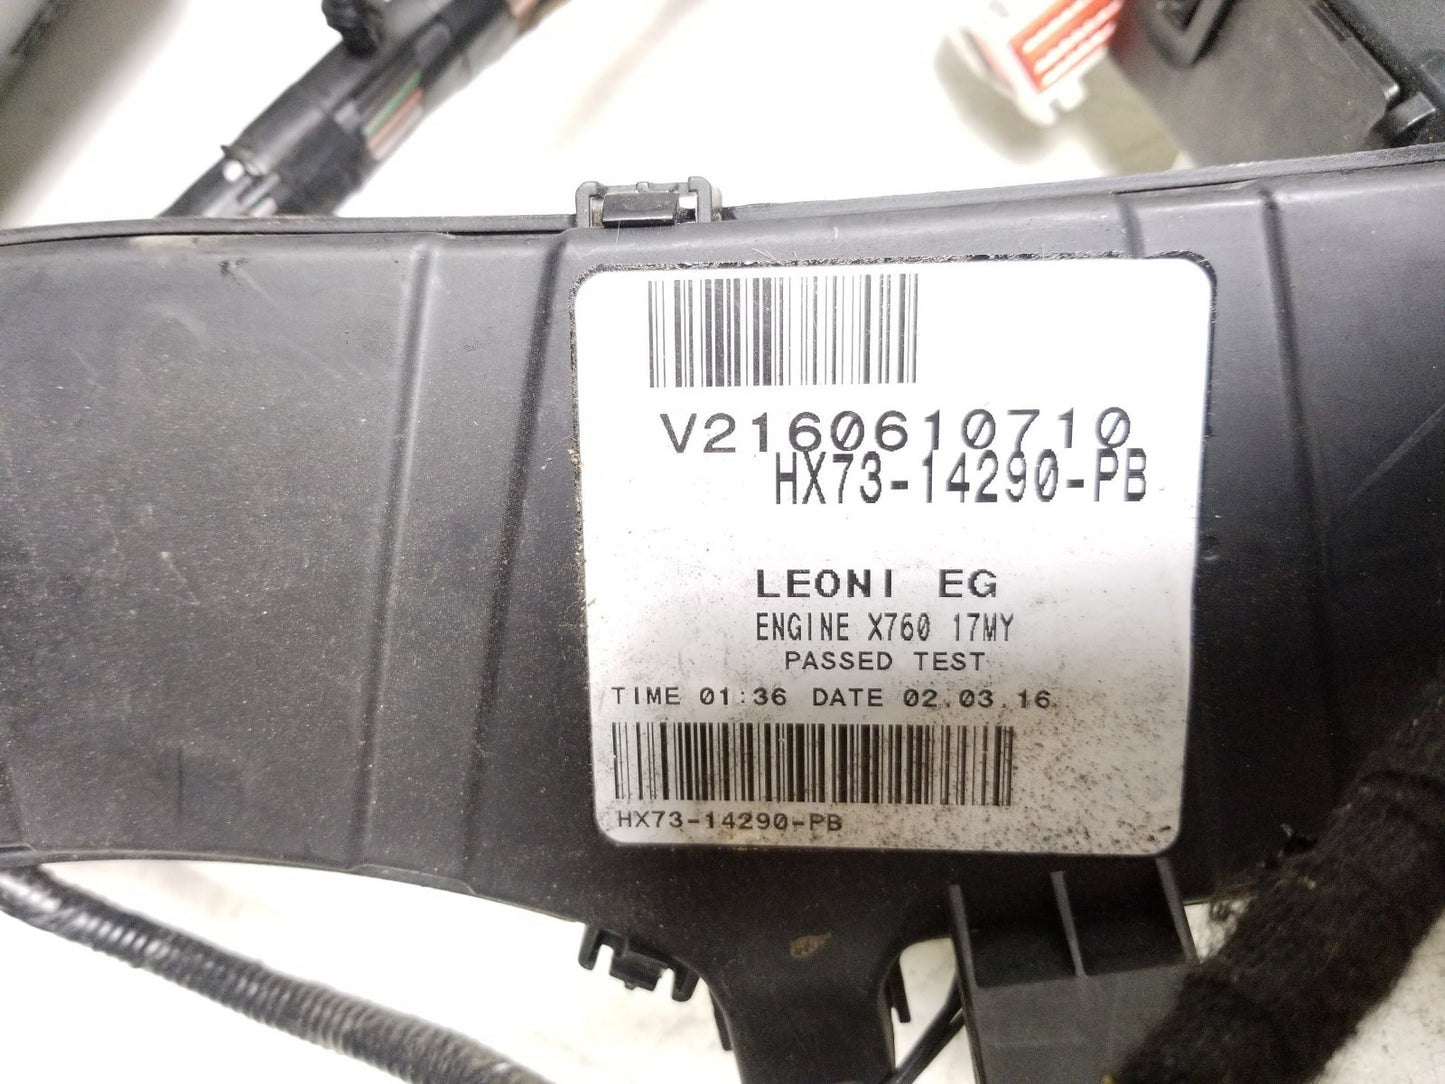 V2160610710
HX73-14290-PB
LEONI EG
ENGINE X760 17MY
PASSED TEST
TIME 01:36 DATE 02.03.16
HX73-14290-PB